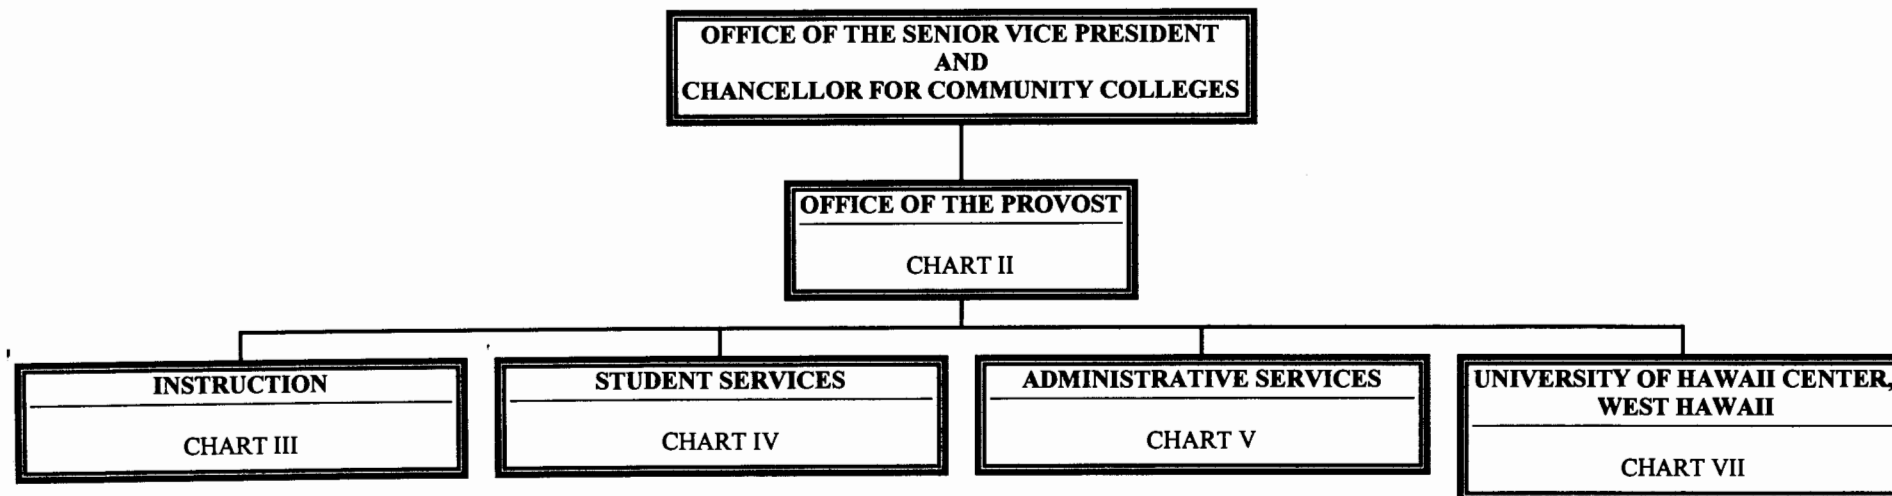 OFFICE OF THE SENIOR VICE PRESIDENT
AND
CHANCELLOR FOR COMMUNITY COLLEGES
OFFICE OF THE PROVOST
CHART II
INSTRUCTION
CHART III
STUDENT SERVICES
CHART IV
ADMINISTRATIVE SERVICES
CHART V
UNIVERSITY OF HAWAII CENTER,
WEST HAWAII
CHART VII